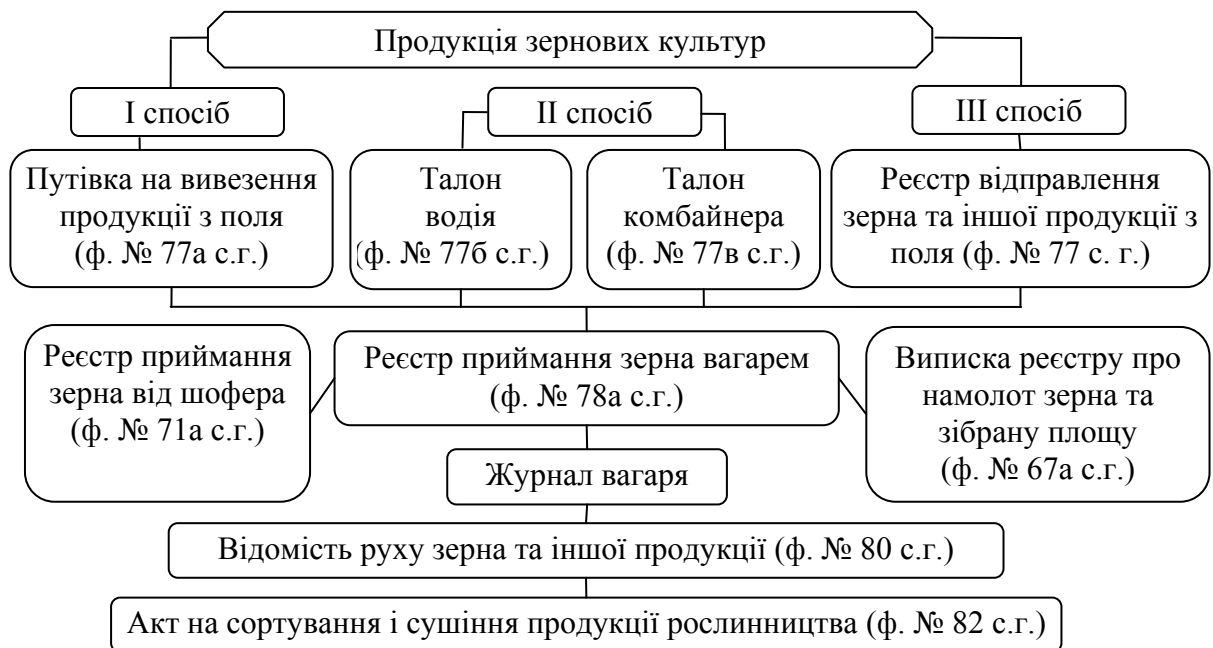 Продукція зернових культур
І спосіб
ІІ спосіб
ІІІ спосіб
Путівка на вивезення
продукції з поля
(ф. № 77а с.г.)
Талон
водія
(ф. № 77б с.г.)
Талон
комбайнера
(ф. № 77в с.г.)
Реєстр відправлення
зерна та іншої продукції з
поля (ф. № 77 с. г.)
Реєстр приймання
зерна від шофера
(ф. № 71а с.г.)
Реєстр приймання зерна вагарем
(ф. № 78а с.г.)
Виписка реєстру про
намолот зерна та
зібрану площу
(ф. № 67а с.г.)
Журнал вагаря
Відомість руху зерна та іншої продукції (ф. № 80 с.г.)
Акт на сортування і сушіння продукції рослинництва (ф. № 82 с.г.)